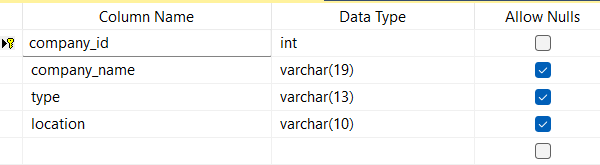 Column Name Data Type Allow Nulls
company_id int
company_name varchar(19)
type varchar(13)
location varchar(10)